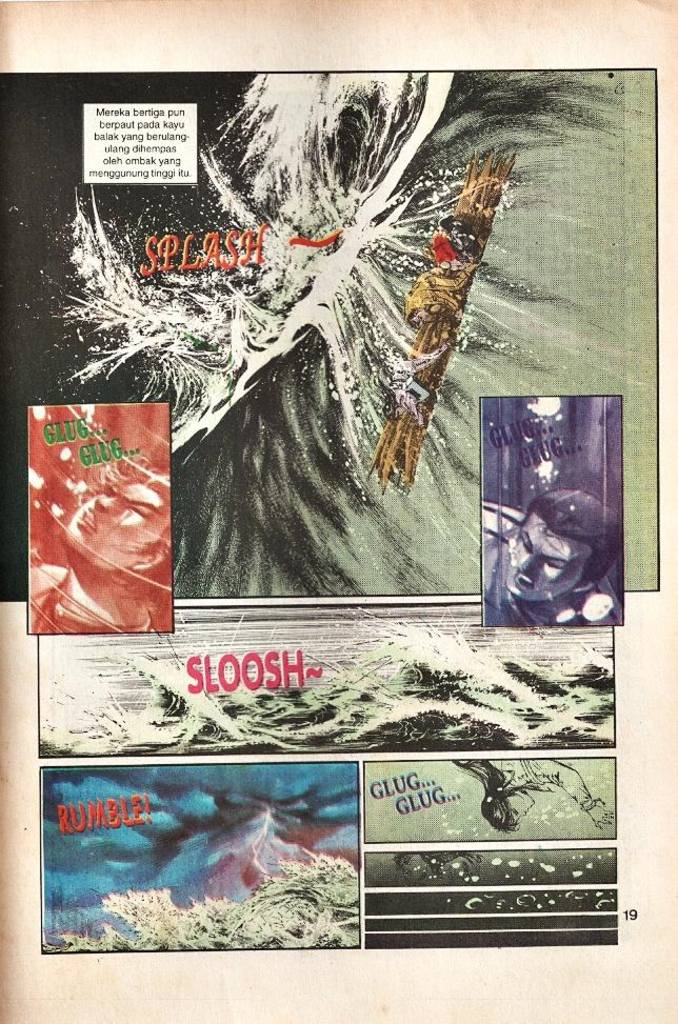 Mereka bertiga pun
berpaut pada kayu
balak yang berulang-
ulang dihempas
oleh ombak yang
menggunung tinggi itu.
SPLASH ~
GLUG...
GLUG...
GLUG...
GLUG...
SLOOSH~
RUMBLE!
GLUG...
GLUG...
19